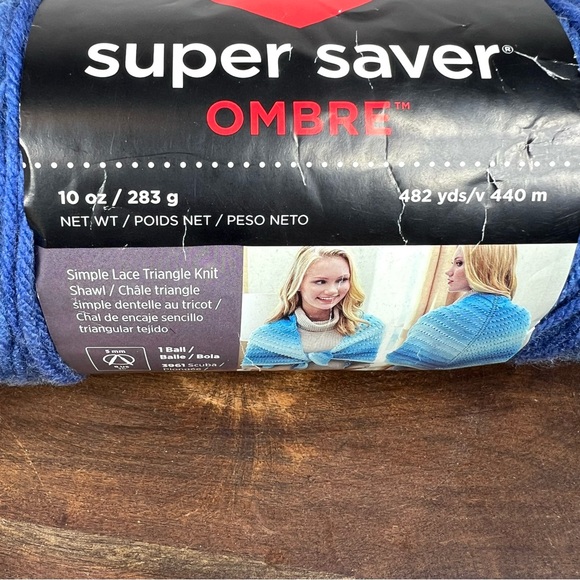 super saver®
OMBRE™
10 oz / 283 g
482 yds/v 440 m
NET WT / POIDS NET / PESO NETO
Simple Lace Triangle Knit
Shawl / Châle triangle
simple dentelle au tricot /
Chal de encaje sencillo
triangular tejido
5 mm
1 Ball /
Balle / Bola
3961 Scuba /